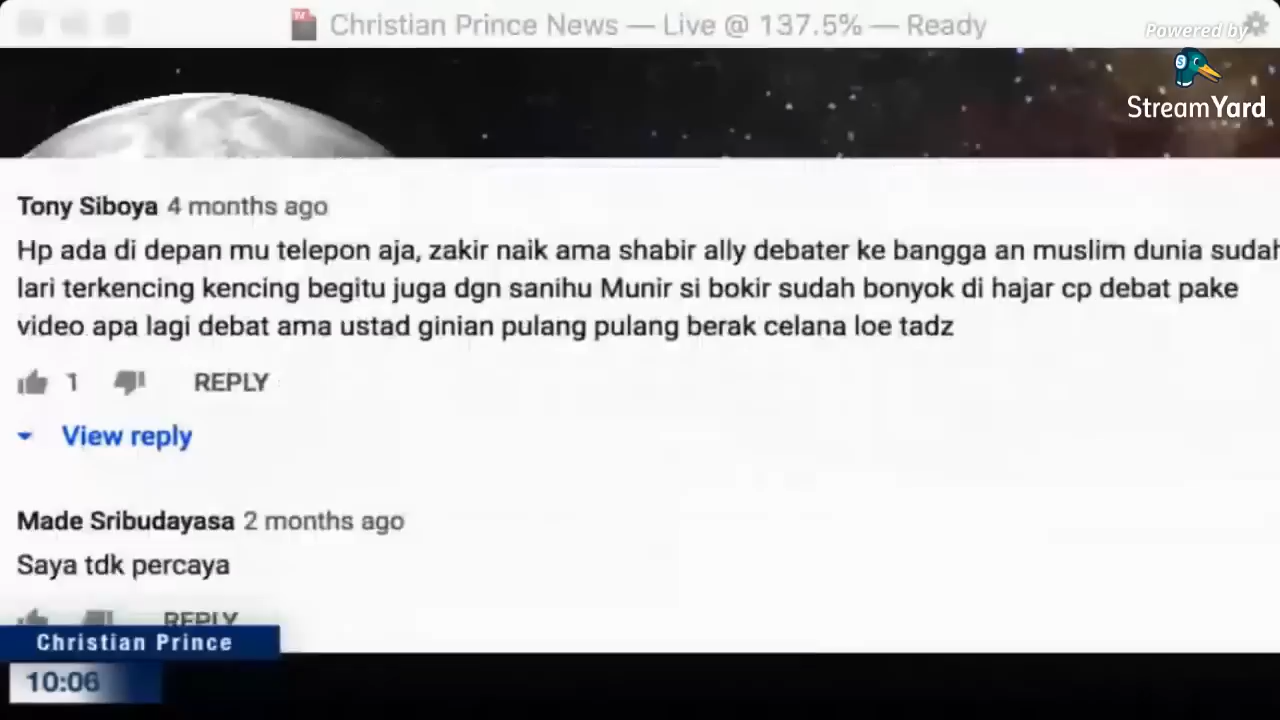 Christian Prince News — Live @ 137.5% — Ready
Powered by
StreamYard
Tony Siboya 4 months ago
Hp ada di depan mu telepon aja, zakir naik ama shabir ally debater ke bangga an muslim dunia sudah
lari terkencing kencing begitu juga dgn sanihu Munir si bokir sudah bonyok di hajar cp debat pake
video apa lagi debat ama ustad ginian pulang pulang berak celana loe tadz
1 REPLY
View reply
Made Sribudayasa 2 months ago
Saya tdk percaya
REPLY
Christian Prince
10:06